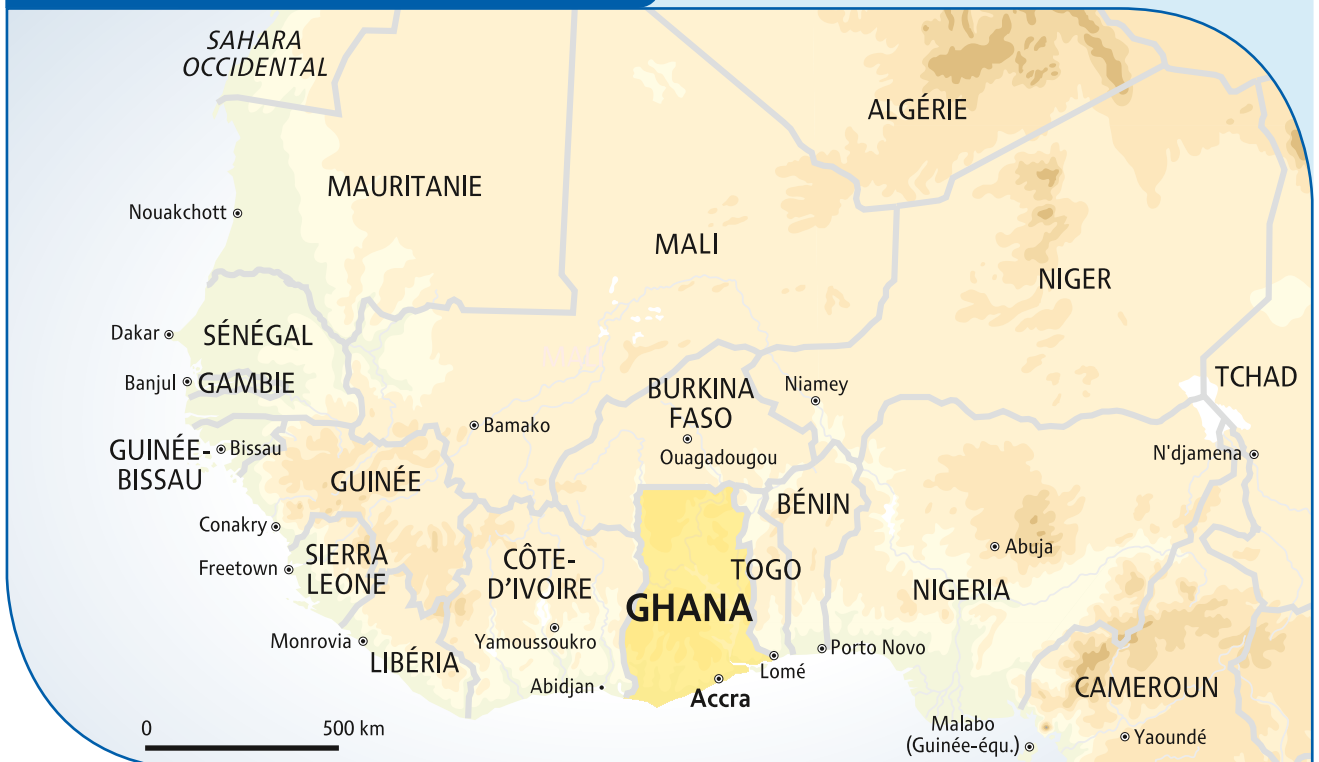 SAHARA
OCCIDENTAL
ALGÉRIE
MAURITANIE
Nouakchott
MALI
NIGER
Dakar
SÉNÉGAL
Banjul
GAMBIE
TCHAD
BURKINA
FASO
Niamey
Bamako
Ouagadougou
N'djamena
GUINÉE-
BISSAU
Bissau
GUINÉE
BÉNIN
Conakry
SIERRA
LEONE
Freetown
CÔTE-
D'IVOIRE
TOGO
Abuja
NIGERIA
GHANA
Monrovia
LIBÉRIA
Yamoussoukro
Porto Novo
Lomé
Abidjan
Accra
CAMEROUN
Malabo
(Guinée-équ.)
Yaoundé
0 500 km